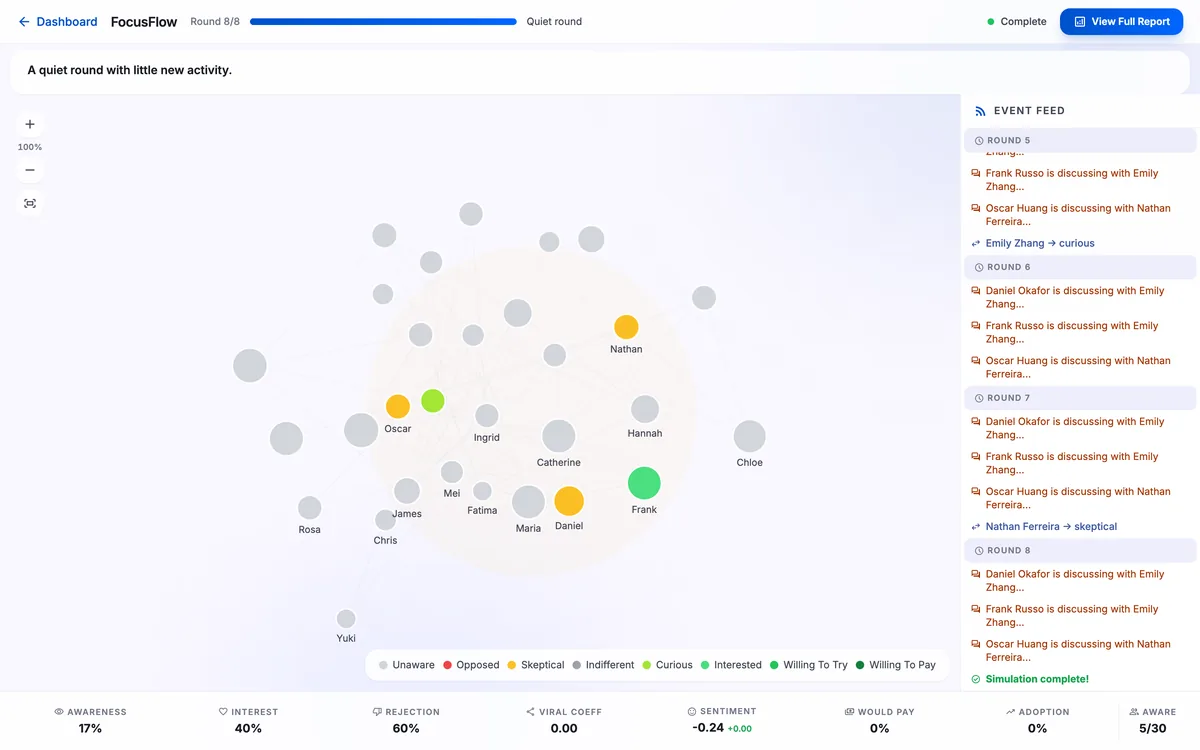 Dashboard FocusFlow Round 8/8 Quiet round Complete View Full Report
A quiet round with little new activity.
100%
Nathan
Oscar
Ingrid
Hannah
Catherine
Chloe
Mei
Fatima
James
Maria
Daniel
Frank
Rosa
Chris
Yuki
Unaware Opposed Skeptical Indifferent Curious Interested Willing To Try Willing To Pay
EVENT FEED
ROUND 5
Zhang...
Frank Russo is discussing with Emily
Zhang...
Oscar Huang is discussing with Nathan
Ferreira...
Emily Zhang → curious
ROUND 6
Daniel Okafor is discussing with Emily
Zhang...
Frank Russo is discussing with Emily
Zhang...
Oscar Huang is discussing with Nathan
Ferreira...
ROUND 7
Daniel Okafor is discussing with Emily
Zhang...
Frank Russo is discussing with Emily
Zhang...
Oscar Huang is discussing with Nathan
Ferreira...
Nathan Ferreira → skeptical
ROUND 8
Daniel Okafor is discussing with Emily
Zhang...
Frank Russo is discussing with Emily
Zhang...
Oscar Huang is discussing with Nathan
Ferreira...
Simulation complete!
AWARENESS INTEREST REJECTION VIRAL COEFF SENTIMENT WOULD PAY ADOPTION AWARE
17% 40% 60% 0.00 -0.24 +0.00 0% 0% 5/30